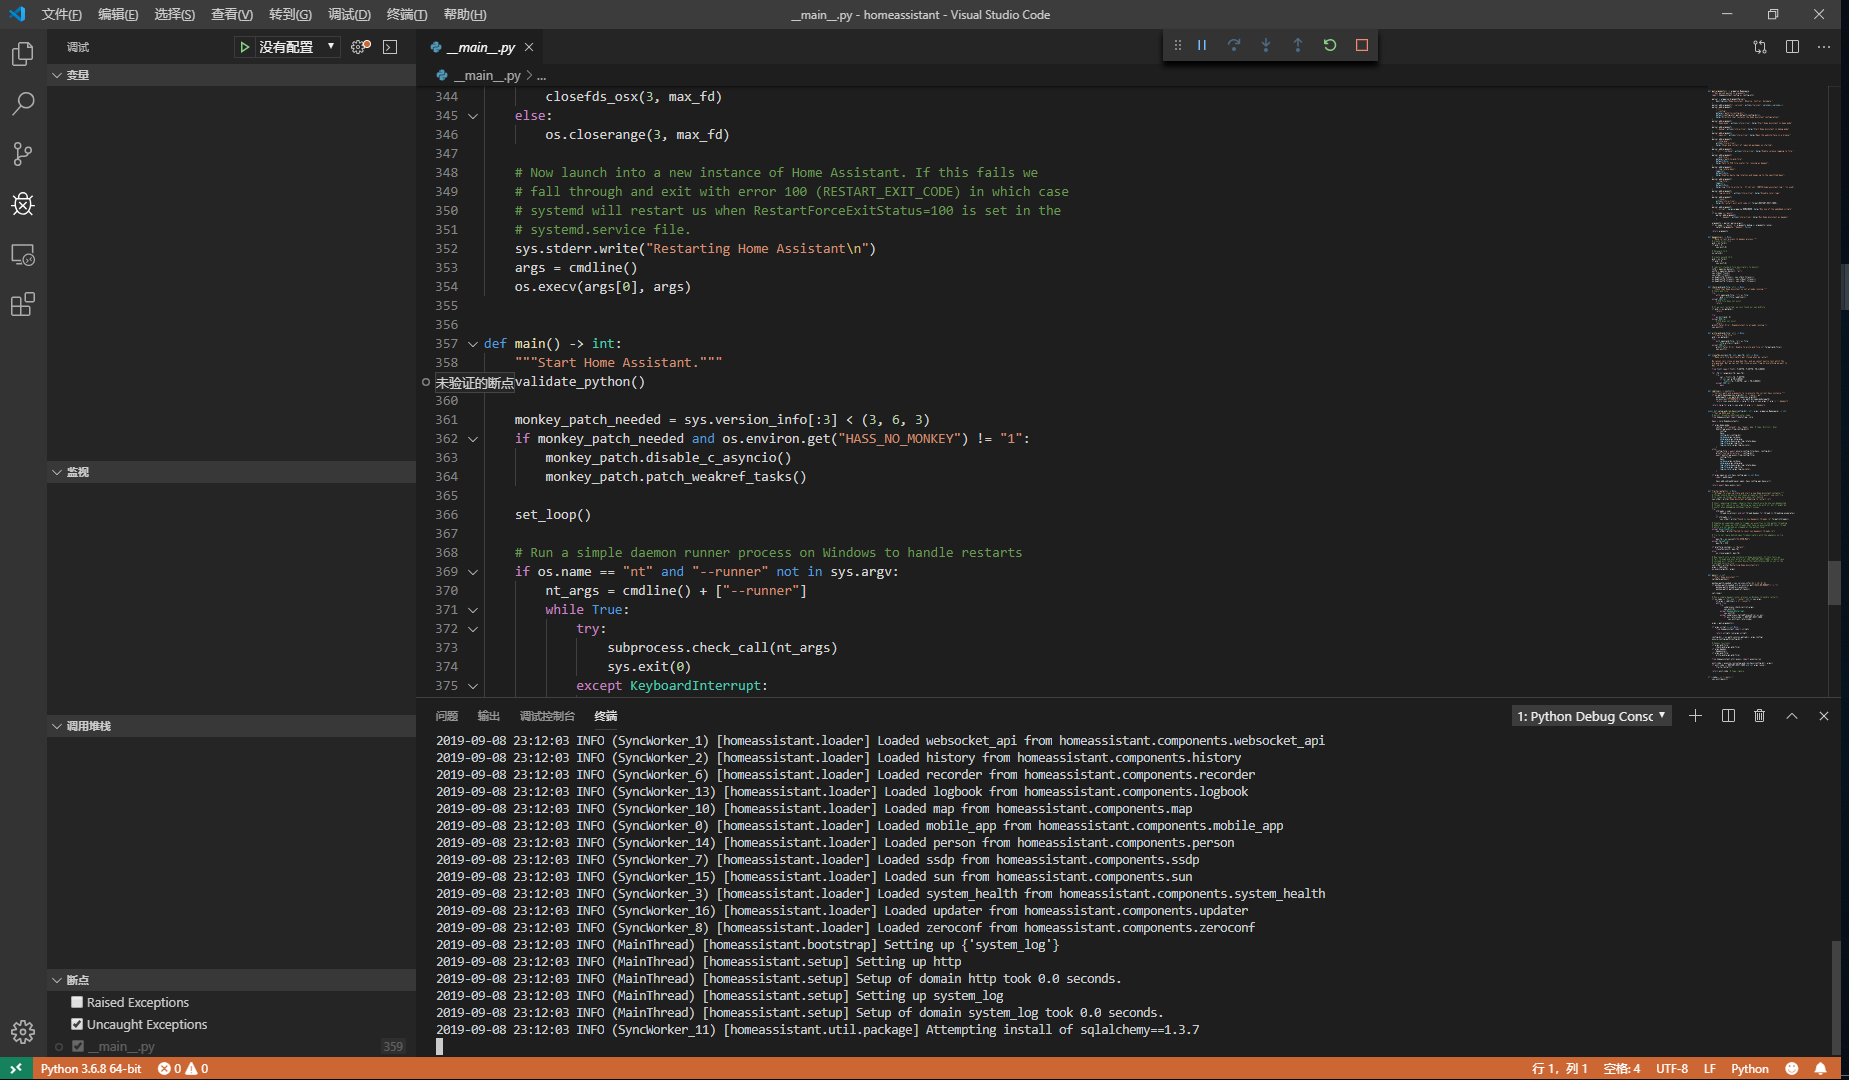 文件(F) 编辑(E) 选择(S) 查看(V) 转到(G) 调试(D) 终端(T) 帮助(H)
__main__.py - homeassistant - Visual Studio Code
调试
没有配置
__main__.py
__main__.py > ...
变量
344 closefds_osx(3, max_fd)
345 else:
346 os.closerange(3, max_fd)
347
348 # Now launch into a new instance of Home Assistant. If this fails we
349 # fall through and exit with error 100 (RESTART_EXIT_CODE) in which case
350 # systemd will restart us when RestartForceExitStatus=100 is set in the
351 # systemd.service file.
352 sys.stderr.write("Restarting Home Assistant\n")
353 args = cmdline()
354 os.execv(args[0], args)
355
356
357 def main() -> int:
358 """Start Home Assistant."""
未验证的断点 validate_python()
360
361 monkey_patch_needed = sys.version_info[:3] < (3, 6, 3)
362 if monkey_patch_needed and os.environ.get("HASS_NO_MONKEY") != "1":
363 monkey_patch.disable_c_asyncio()
364 monkey_patch.patch_weakref_tasks()
365
366 set_loop()
367
368 # Run a simple daemon runner process on Windows to handle restarts
369 if os.name == "nt" and "--runner" not in sys.argv:
370 nt_args = cmdline() + ["--runner"]
371 while True:
372 try:
373 subprocess.check_call(nt_args)
374 sys.exit(0)
375 except KeyboardInterrupt:
监视
调用堆栈
断点
Raised Exceptions
Uncaught Exceptions
__main__.py 359
问题 输出 调试控制台 终端
1: Python Debug Consc
2019-09-08 23:12:03 INFO (SyncWorker_1) [homeassistant.loader] Loaded websocket_api from homeassistant.components.websocket_api
2019-09-08 23:12:03 INFO (SyncWorker_2) [homeassistant.loader] Loaded history from homeassistant.components.history
2019-09-08 23:12:03 INFO (SyncWorker_6) [homeassistant.loader] Loaded recorder from homeassistant.components.recorder
2019-09-08 23:12:03 INFO (SyncWorker_13) [homeassistant.loader] Loaded logbook from homeassistant.components.logbook
2019-09-08 23:12:03 INFO (SyncWorker_10) [homeassistant.loader] Loaded map from homeassistant.components.map
2019-09-08 23:12:03 INFO (SyncWorker_0) [homeassistant.loader] Loaded mobile_app from homeassistant.components.mobile_app
2019-09-08 23:12:03 INFO (SyncWorker_14) [homeassistant.loader] Loaded person from homeassistant.components.person
2019-09-08 23:12:03 INFO (SyncWorker_7) [homeassistant.loader] Loaded ssdp from homeassistant.components.ssdp
2019-09-08 23:12:03 INFO (SyncWorker_15) [homeassistant.loader] Loaded sun from homeassistant.components.sun
2019-09-08 23:12:03 INFO (SyncWorker_3) [homeassistant.loader] Loaded system_health from homeassistant.components.system_health
2019-09-08 23:12:03 INFO (SyncWorker_16) [homeassistant.loader] Loaded updater from homeassistant.components.updater
2019-09-08 23:12:03 INFO (SyncWorker_8) [homeassistant.loader] Loaded zeroconf from homeassistant.components.zeroconf
2019-09-08 23:12:03 INFO (MainThread) [homeassistant.bootstrap] Setting up {'system_log'}
2019-09-08 23:12:03 INFO (MainThread) [homeassistant.setup] Setting up http
2019-09-08 23:12:03 INFO (MainThread) [homeassistant.setup] Setup of domain http took 0.0 seconds.
2019-09-08 23:12:03 INFO (MainThread) [homeassistant.setup] Setting up system_log
2019-09-08 23:12:03 INFO (MainThread) [homeassistant.setup] Setup of domain system_log took 0.0 seconds.
2019-09-08 23:12:03 INFO (SyncWorker_11) [homeassistant.util.package] Attempting install of sqlalchemy==1.3.7
Python 3.6.8 64-bit 0 0
行 1，列 1 空格: 4 UTF-8 LF Python